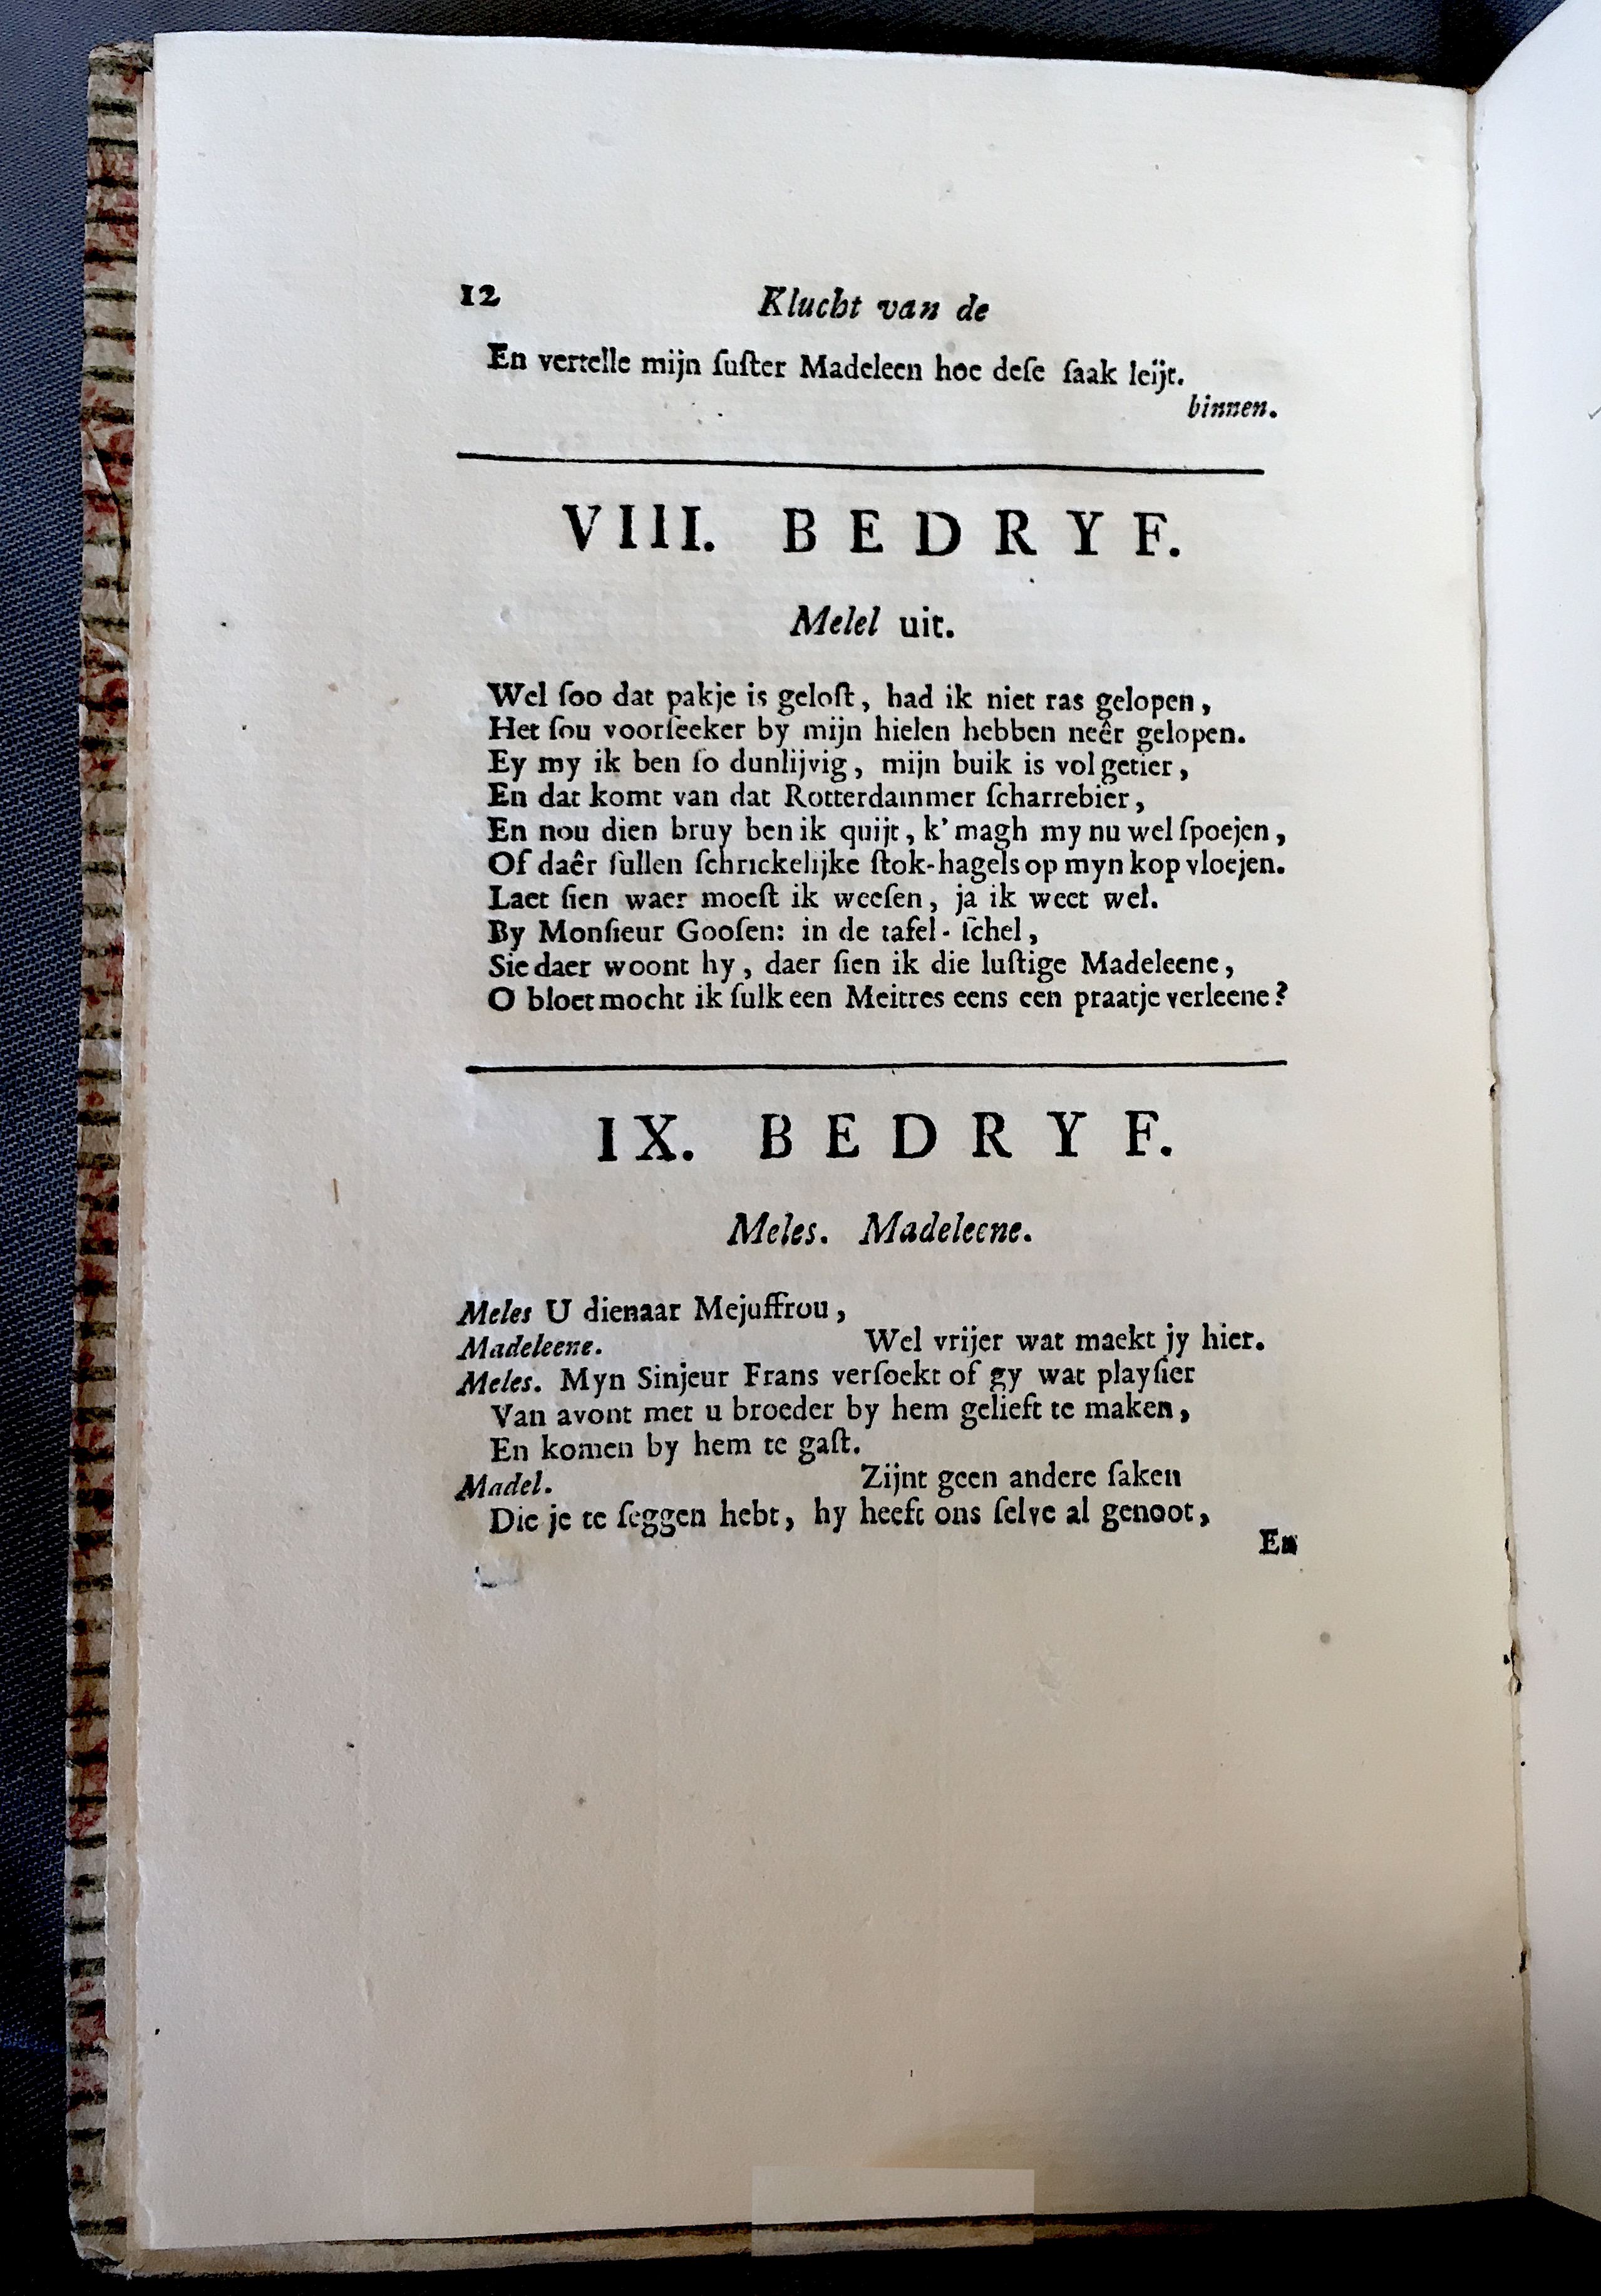 12 Klucht van de
En vertelle mijn ſuſter Madeleen hoe deſe ſaak leijt.
binnen.
VIII. BEDRYF.
Melel uit.
Wel ſoo dat pakje is geloſt, had ik niet ras gelopen,
Het ſou voorſeeker by mijn hielen hebben neêr gelopen.
Ey my ik ben ſo dunlijvig, mijn buik is vol getier,
En dat komt van dat Rotterdammer ſcharrebier,
En nou dien bruy ben ik quijt, k' magh my nu wel ſpoejen,
Of daêr ſullen ſchrickelijke ſtok-hagels op myn kop vloejen.
Laet ſien waer moeſt ik weeſen, ja ik weet wel.
By Monſieur Gooſen: in de tafel-ſchel,
Sie daer woont hy, daer ſien ik die luſtige Madeleene,
O bloet mocht ik ſulk een Meitres eens een praatje verleene?
IX. BEDRYF.
Meles. Madeleene.
Meles U dienaar Mejuffrou,
Madeleene. Wel vrijer wat maekt jy hier.
Meles. Myn Sinjeur Frans verſoekt of gy wat playſier
Van avont met u broeder by hem gelieft te maken,
En komen by hem te gaſt.
Madel. Zijnt geen andere ſaken
Die je te ſeggen hebt, hy heeft ons ſelve al genoot,
En